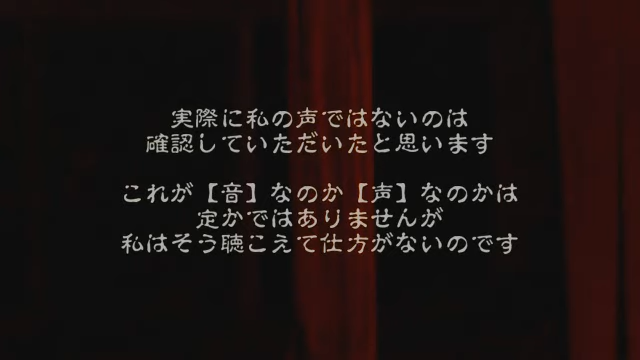 実際に私の声ではないのは
確認していただいたと思います
これが【音】なのか【声】なのかは
定かではありませんが
私はそう聴こえて仕方がないのです